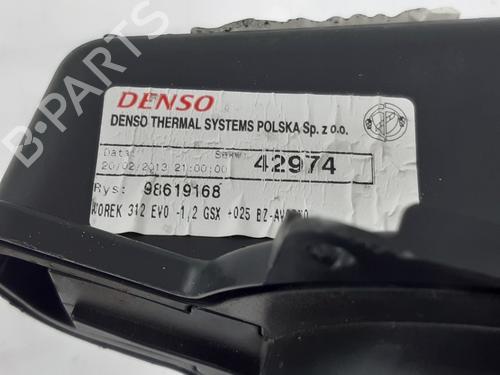 B-PARTS
DENSO
DENSO THERMAL SYSTEMS POLSKA Sp. z o.o.
Data: 42974
20/02/2013 21:00:00
Rys: 98619168
312 EVO -1,2 GSX -025